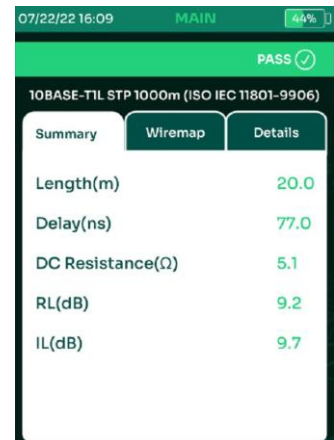 07/22/22 16:09 MAIN 44%
PASS
10BASE-T1L STP 1000m (ISO IEC 11801-9906)
Summary Wiremap Details
Length(m) 20.0
Delay(ns) 77.0
DC Resistance(Ω) 5.1
RL(dB) 9.2
IL(dB) 9.7